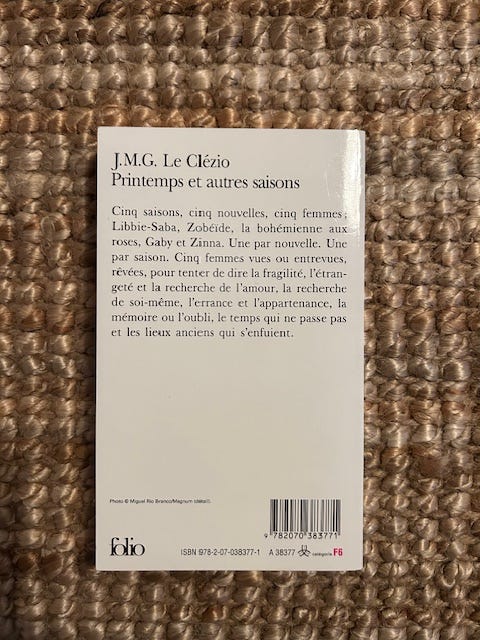 J.M.G. Le Clézio
Printemps et autres saisons
Cinq saisons, cinq nouvelles, cinq femmes :
Libbie-Saba, Zobéïde, la bohémienne aux
roses, Gaby et Zinna. Une par nouvelle. Une
par saison. Cinq femmes vues ou entrevues,
rêvées, pour tenter de dire la fragilité, l'étran-
geté et la recherche de l'amour, la recherche
de soi-même, l'errance et l'appartenance, la
mémoire ou l'oubli, le temps qui ne passe pas
et les lieux anciens qui s'enfuient.
Photo © Miguel Rio Branco/Magnum (détail).
9 782070 383771
folio
ISBN 978-2-07-038377-1 A 38377 catégorie F6